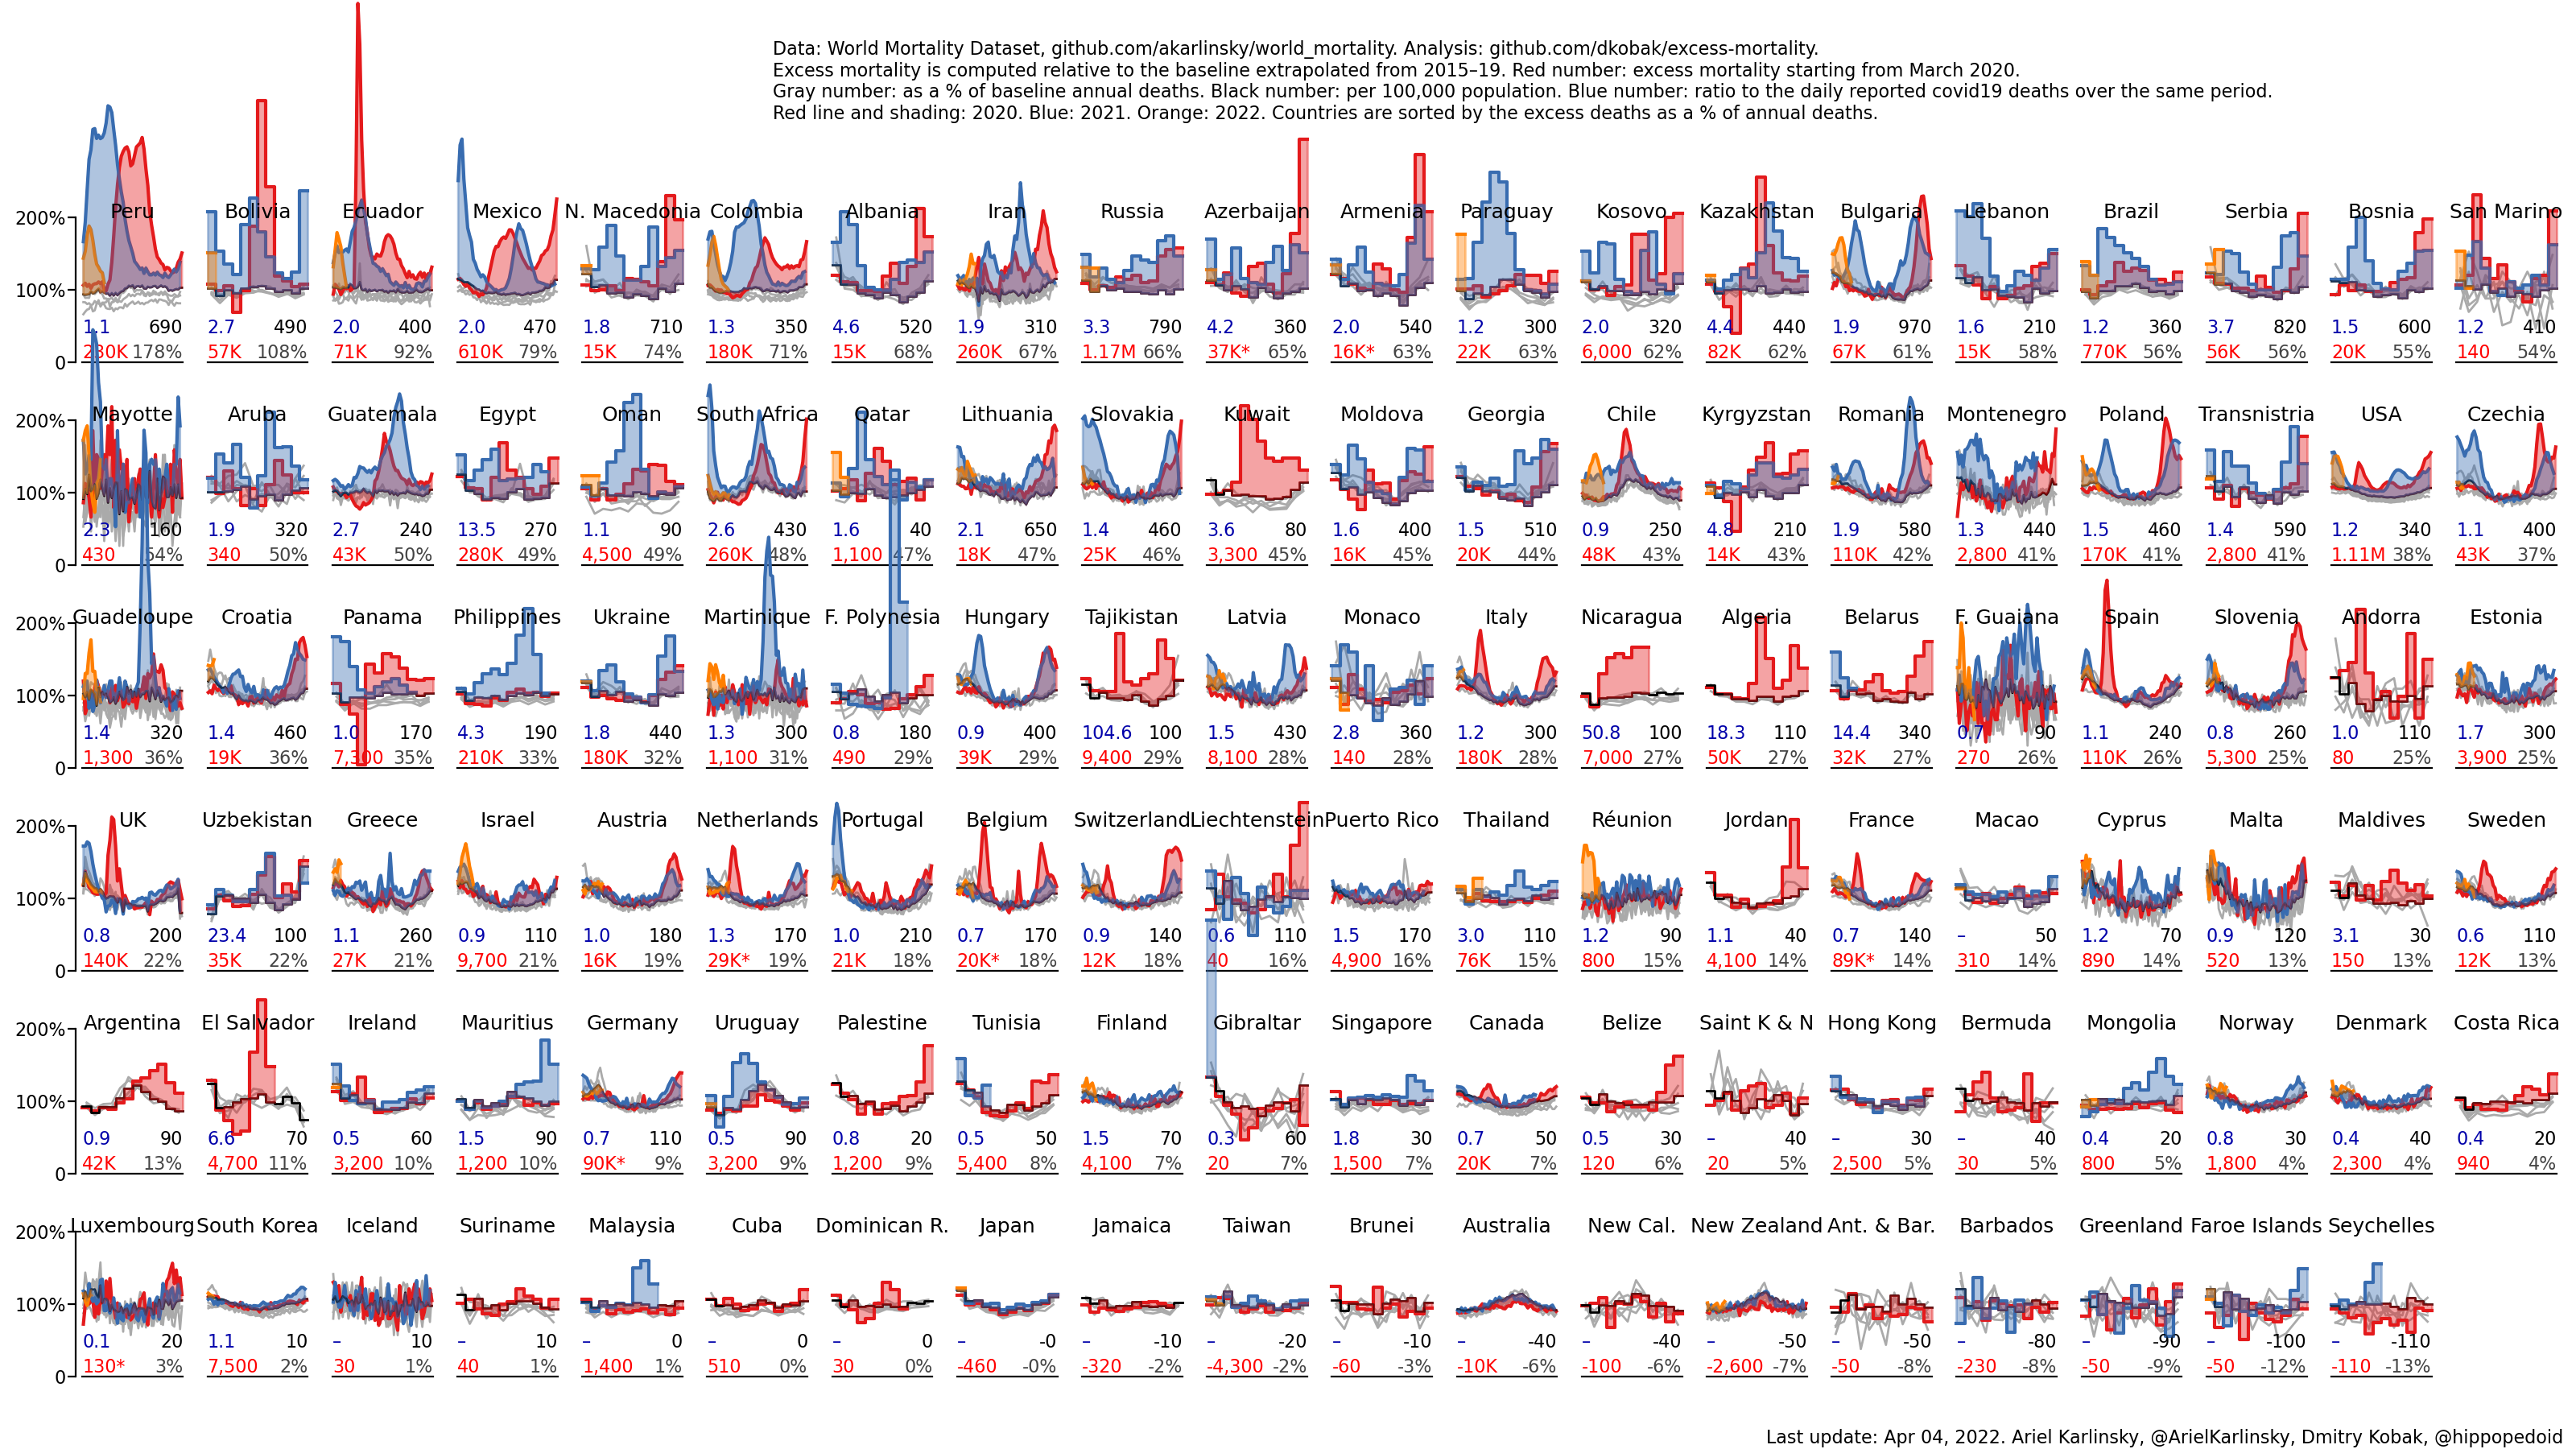 Data: World Mortality Dataset, github.com/akarlinsky/world_mortality. Analysis: github.com/dkobak/excess-mortality.
Excess mortality is computed relative to the baseline extrapolated from 2015–19. Red number: excess mortality starting from March 2020.
Gray number: as a % of baseline annual deaths. Black number: per 100,000 population. Blue number: ratio to the daily reported covid19 deaths over the same period.
Red line and shading: 2020. Blue: 2021. Orange: 2022. Countries are sorted by the excess deaths as a % of annual deaths.
200% Peru Bolivia Ecuador Mexico N. Macedonia Colombia Albania Iran Russia Azerbaijan Armenia Paraguay Kosovo Kazakhstan Bulgaria Lebanon Brazil Serbia Bosnia San Marino
100%
1.1 690 2.7 490 2.0 400 2.0 470 1.8 710 1.3 350 4.6 520 1.9 310 3.3 790 4.2 360 2.0 540 1.2 300 2.0 320 4.4 440 1.9 970 1.6 210 1.2 360 3.7 820 1.5 600 1.2 410
0 230K 178% 57K 108% 71K 92% 610K 79% 15K 74% 180K 71% 15K 68% 260K 67% 1.17M 66% 37K* 65% 16K* 63% 22K 63% 6,000 62% 82K 62% 67K 61% 15K 58% 770K 56% 56K 56% 20K 55% 140 54%
200% Mayotte Aruba Guatemala Egypt Oman South Africa Qatar Lithuania Slovakia Kuwait Moldova Georgia Chile Kyrgyzstan Romania Montenegro Poland Transnistria USA Czechia
100%
2.3 160 1.9 320 2.7 240 13.5 270 1.1 90 2.6 430 1.6 40 2.1 650 1.4 460 3.6 80 1.6 400 1.5 510 0.9 250 4.8 210 1.9 580 1.3 440 1.5 460 1.4 590 1.2 340 1.1 400
0 430 54% 340 50% 43K 50% 280K 49% 4,500 49% 260K 48% 1,100 47% 18K 47% 25K 46% 3,300 45% 16K 45% 20K 44% 48K 43% 14K 43% 110K 42% 2,800 41% 170K 41% 2,800 41% 1.11M 38% 43K 37%
200% Guadeloupe Croatia Panama Philippines Ukraine Martinique F. Polynesia Hungary Tajikistan Latvia Monaco Italy Nicaragua Algeria Belarus F. Guaiana Spain Slovenia Andorra Estonia
100%
1.4 320 1.4 460 1.0 170 4.3 190 1.8 440 1.3 300 0.8 180 0.9 400 104.6 100 1.5 430 2.8 360 1.2 300 50.8 100 18.3 110 14.4 340 0.7 90 1.1 240 0.8 260 1.0 110 1.7 300
0 1,300 36% 19K 36% 7,300 35% 210K 33% 180K 32% 1,100 31% 490 29% 39K 29% 9,400 29% 8,100 28% 140 28% 180K 28% 7,000 27% 50K 27% 32K 27% 270 26% 110K 26% 5,300 25% 80 25% 3,900 25%
200% UK Uzbekistan Greece Israel Austria Netherlands Portugal Belgium Switzerland Liechtenstein Puerto Rico Thailand Réunion Jordan France Macao Cyprus Malta Maldives Sweden
100%
0.8 200 23.4 100 1.1 260 0.9 110 1.0 180 1.3 170 1.0 210 0.7 170 0.9 140 0.6 110 1.5 170 3.0 110 1.2 90 1.1 40 0.7 140 – 50 1.2 70 0.9 120 3.1 30 0.6 110
0 140K 22% 35K 22% 27K 21% 9,700 21% 16K 19% 29K* 19% 21K 18% 20K* 18% 12K 18% 40 16% 4,900 16% 76K 15% 800 15% 4,100 14% 89K* 14% 310 14% 890 14% 520 13% 150 13% 12K 13%
200% Argentina El Salvador Ireland Mauritius Germany Uruguay Palestine Tunisia Finland Gibraltar Singapore Canada Belize Saint K & N Hong Kong Bermuda Mongolia Norway Denmark Costa Rica
100%
0.9 90 6.6 70 0.5 60 1.5 90 0.7 110 0.5 90 0.8 20 0.5 50 1.5 70 0.3 60 1.8 30 0.7 50 0.5 30 – 40 – 30 – 40 0.4 20 0.8 30 0.4 40 0.4 20
0 42K 13% 4,700 11% 3,200 10% 1,200 10% 90K* 9% 3,200 9% 1,200 9% 5,400 8% 4,100 7% 20 7% 1,500 7% 20K 7% 120 6% 20 5% 2,500 5% 30 5% 800 5% 1,800 4% 2,300 4% 940 4%
200% Luxembourg South Korea Iceland Suriname Malaysia Cuba Dominican R. Japan Jamaica Taiwan Brunei Australia New Cal. New Zealand Ant. & Bar. Barbados Greenland Faroe Islands Seychelles
100%
0.1 20 1.1 10 – 10 – 10 – 0 – 0 – 0 – -0 – -10 – -20 – -10 – -40 – -40 – -50 – -50 – -80 – -90 – -100 – -110
0 130* 3% 7,500 2% 30 1% 40 1% 1,400 1% 510 0% 30 0% -460 -0% -320 -2% -4,300 -2% -60 -3% -10K -6% -100 -6% -2,600 -7% -50 -8% -230 -8% -50 -9% -50 -12% -110 -13%
Last update: Apr 04, 2022. Ariel Karlinsky, @ArielKarlinsky, Dmitry Kobak, @hippopedoid